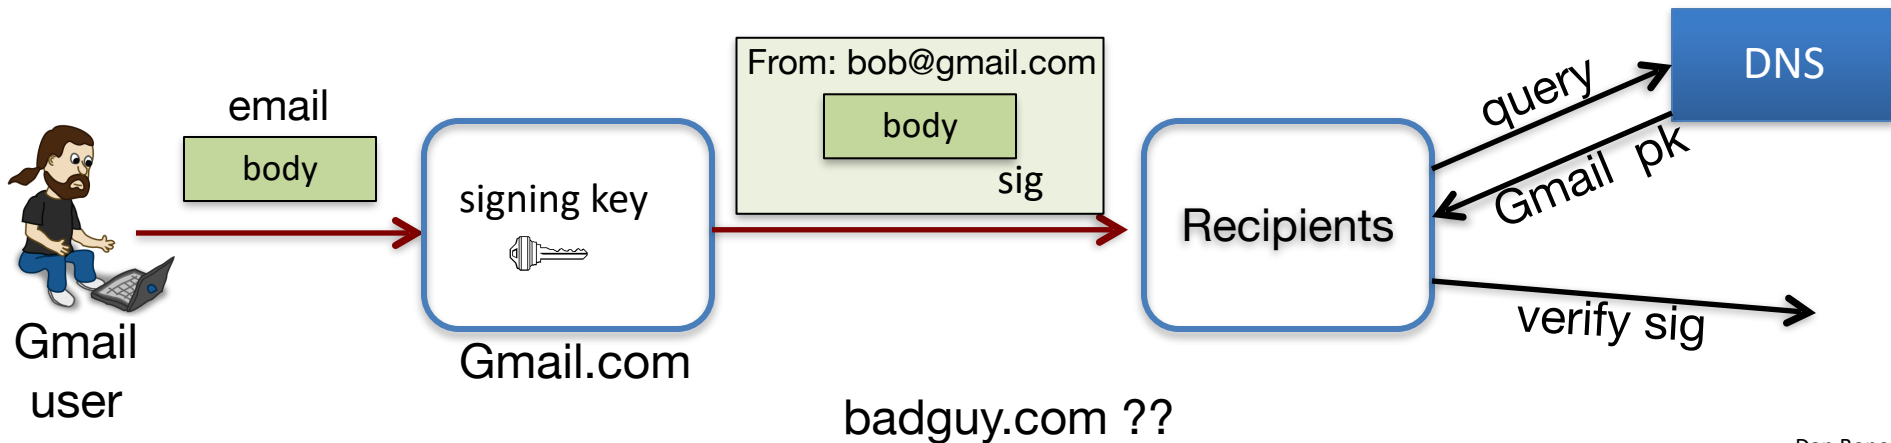 email
body
Gmail
user
signing key
Gmail.com
From: bob@gmail.com
body
sig
badguy.com ??
Recipients
query
Gmail pk
DNS
verify sig